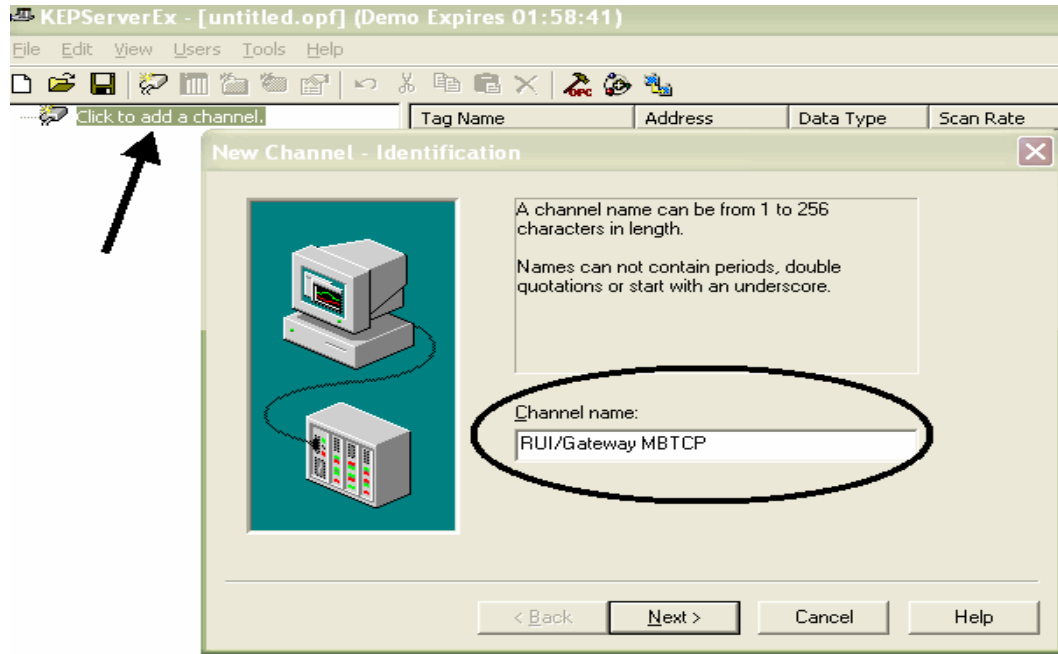 KEPServerEx - [untitled.opf] (Demo Expires 01:58:41)
File Edit View Users Tools Help
OPC
Click to add a channel.
Tag Name Address Data Type Scan Rate
New Channel - Identification
A channel name can be from 1 to 256
characters in length.
Names can not contain periods, double
quotations or start with an underscore.
Channel name:
RUI/Gateway MBTCP
< Back Next > Cancel Help